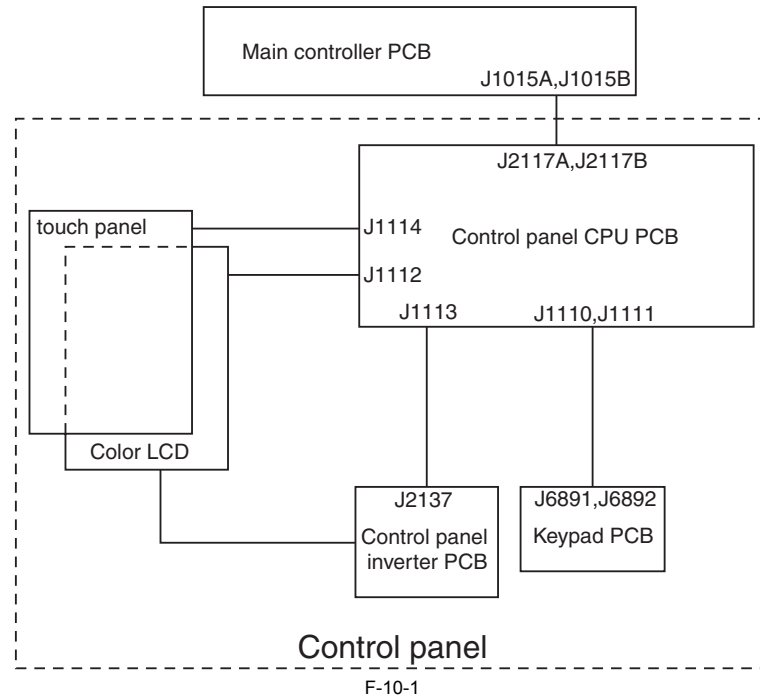 Main controller PCB
J1015A,J1015B
J2117A,J2117B
touch panel
J1114
Control panel CPU PCB
J1112
J1113
J1110,J1111
Color LCD
J2137
J6891,J6892
Control panel
inverter PCB
Keypad PCB
Control panel
F-10-1